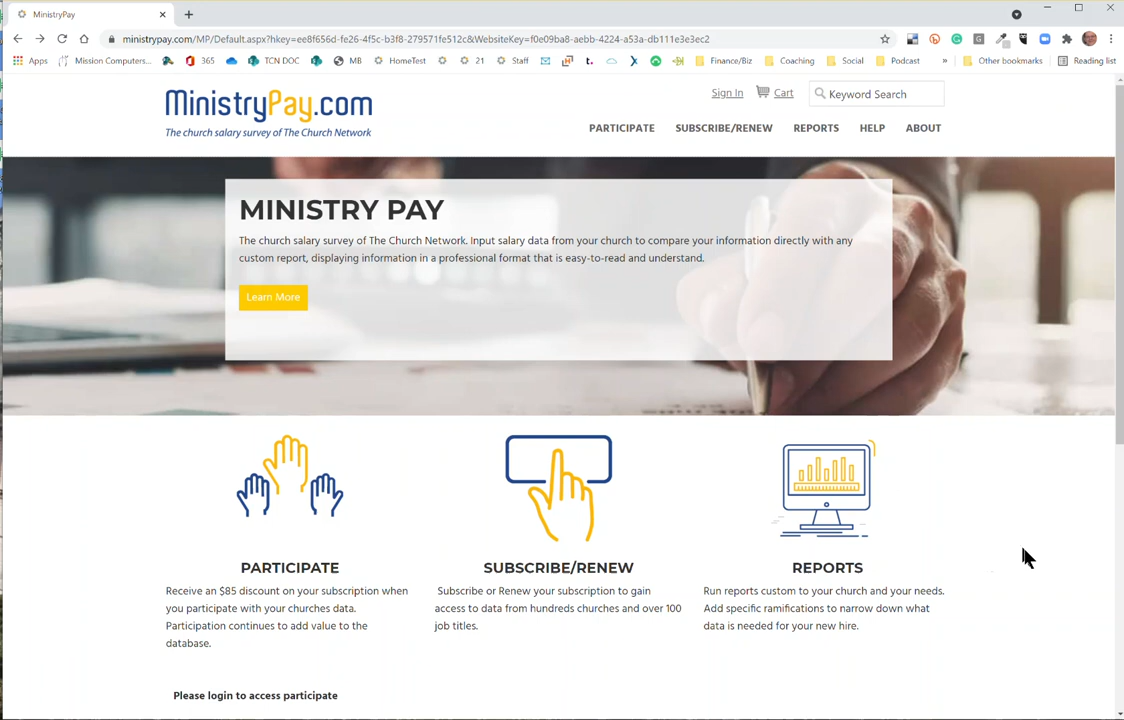 MinistryPay
ministrypay.com/MP/Default.aspx?hkey=ee8f656d-fe26-4f5c-b3f8-279571fe512c&WebsiteKey=f0e09ba8-aebb-4224-a53a-db111e3e3ec2
Apps Mission Computers... 365 TCN DOC MB HomeTest 21 Staff Finance/Biz Coaching Social Podcast » Other bookmarks Reading list
MinistryPay.com
The church salary survey of The Church Network
Sign In Cart Keyword Search
PARTICIPATE SUBSCRIBE/RENEW REPORTS HELP ABOUT
MINISTRY PAY
The church salary survey of The Church Network. Input salary data from your church to compare your information directly with any
custom report, displaying information in a professional format that is easy-to-read and understand.
Learn More
PARTICIPATE
Receive an $85 discount on your subscription when
you participate with your churches data.
Participation continues to add value to the
database.
Please login to access participate
SUBSCRIBE/RENEW
Subscribe or Renew your subscription to gain
access to data from hundreds churches and over 100
job titles.
REPORTS
Run reports custom to your church and your needs.
Add specific ramifications to narrow down what
data is needed for your new hire.